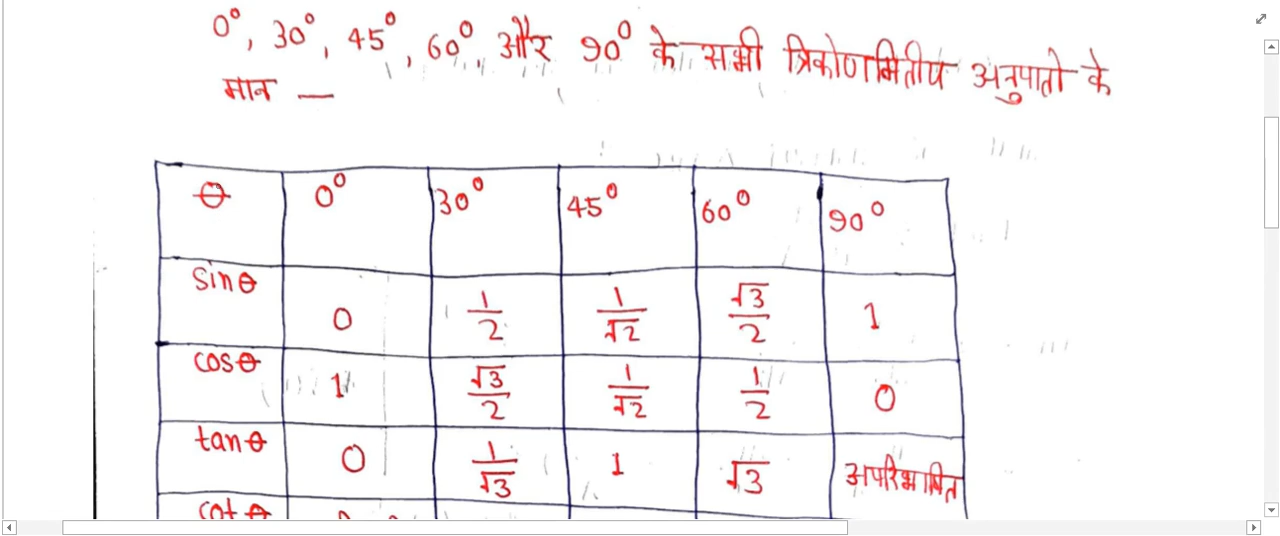 0°, 30°, 45°, 60°, और 90° के सभी त्रिकोणमितीय अनुपातो के
मान —
θ 0° 30° 45° 60° 90°
sinθ 0 1/2 1/√2 √3/2 1
cosθ 1 √3/2 1/√2 1/2 0
tanθ 0 1/√3 1 √3 अपरिभाषित
cot θ